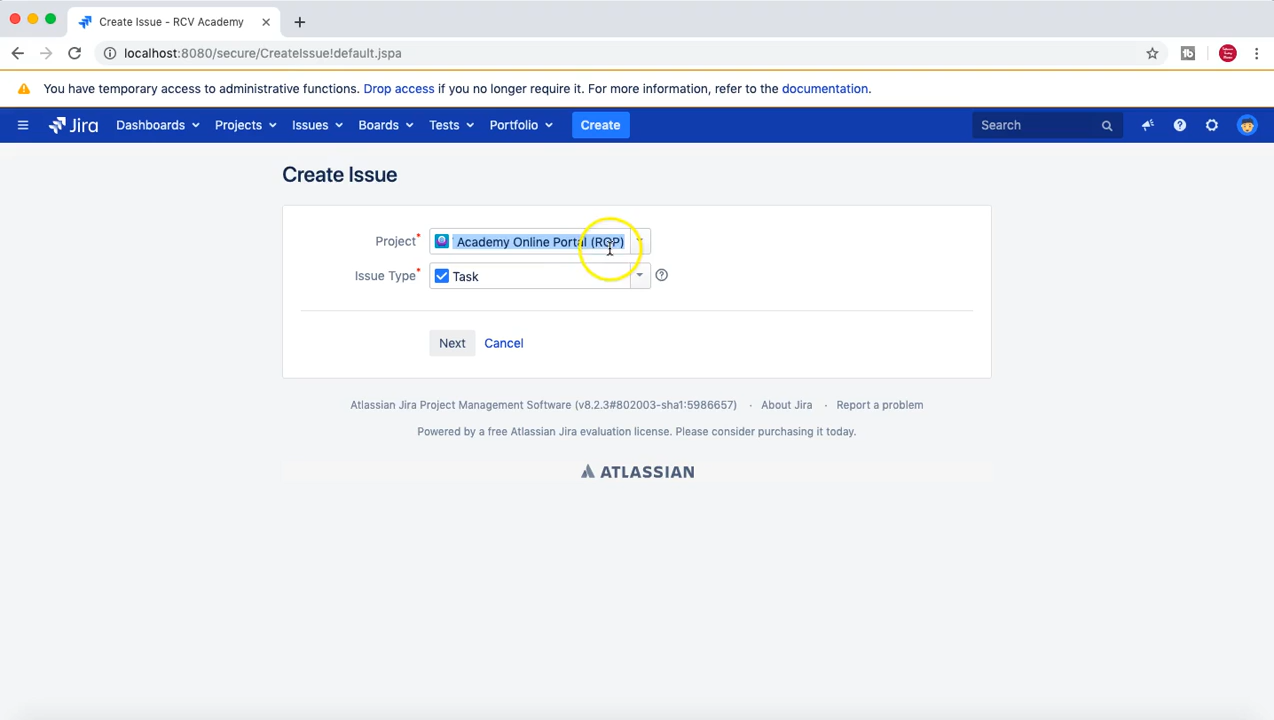 Create Issue - RCV Academy
localhost:8080/secure/CreateIssue!default.jspa
You have temporary access to administrative functions. Drop access if you no longer require it. For more information, refer to the documentation.
Jira Dashboards Projects Issues Boards Tests Portfolio Create Search
Create Issue
Project* Academy Online Portal (RCP)
Issue Type* Task
Next Cancel
Atlassian Jira Project Management Software (v8.2.3#802003-sha1:5986657) · About Jira · Report a problem
Powered by a free Atlassian Jira evaluation license. Please consider purchasing it today.
ATLASSIAN